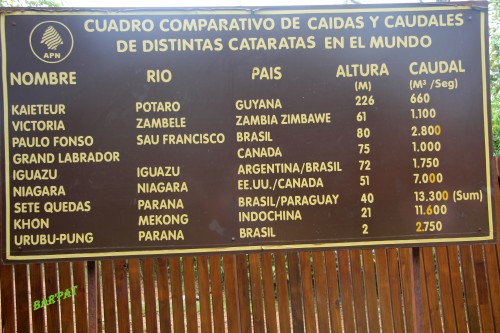 CUADRO COMPARATIVO DE CAIDAS Y CAUDALES
DE DISTINTAS CATARATAS EN EL MUNDO
APN
NOMBRE RIO PAIS ALTURA (M) CAUDAL (M³/Seg)
KAIETEUR POTARO GUYANA 226 660
VICTORIA ZAMBELE ZAMBIA ZIMBAWE 61 1.100
PAULO FONSO SAU FRANCISCO BRASIL 80 2.800
GRAND LABRADOR CANADA 75 1.000
IGUAZU IGUAZU ARGENTINA/BRASIL 72 1.750
NIAGARA NIAGARA EE.UU./CANADA 51 7.000
SETE QUEDAS PARANA BRASIL/PARAGUAY 40 13.300 (Sum)
KHON MEKONG INDOCHINA 21 11.600
URUBU-PUNG PARANA BRASIL 2 2.750
BARPAT